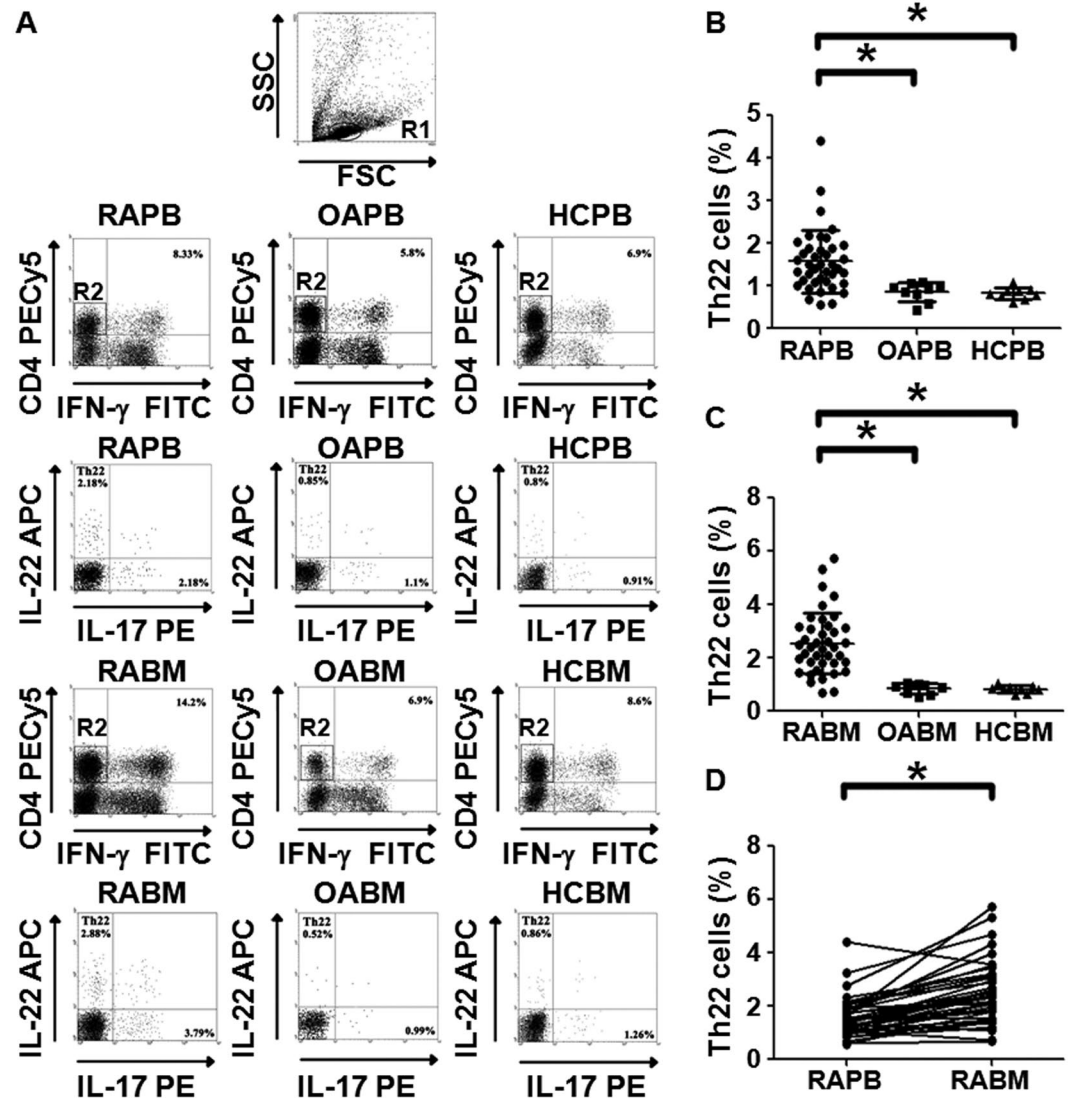 A
SSC
R1
FSC
RAPB
OAPB
HCPB
CD4 PECy5
R2
8.33%
IFN-γ FITC
CD4 PECy5
R2
5.8%
IFN-γ FITC
CD4 PECy5
R2
6.9%
IFN-γ FITC
RAPB
OAPB
HCPB
IL-22 APC
Th22
2.18%
2.18%
IL-17 PE
IL-22 APC
Th22
0.85%
1.1%
IL-17 PE
IL-22 APC
Th22
0.8%
0.91%
IL-17 PE
RABM
OABM
HCBM
CD4 PECy5
R2
14.2%
IFN-γ FITC
CD4 PECy5
R2
6.9%
IFN-γ FITC
CD4 PECy5
R2
8.6%
IFN-γ FITC
RABM
OABM
HCBM
IL-22 APC
Th22
2.88%
3.79%
IL-17 PE
IL-22 APC
Th22
0.52%
0.99%
IL-17 PE
IL-22 APC
Th22
0.86%
1.26%
IL-17 PE
B
*
*
Th22 cells (%)
5
4
3
2
1
0
RAPB OAPB HCPB
C
*
*
Th22 cells (%)
8
6
4
2
0
RABM OABM HCBM
D
*
Th22 cells (%)
8
6
4
2
0
RAPB RABM